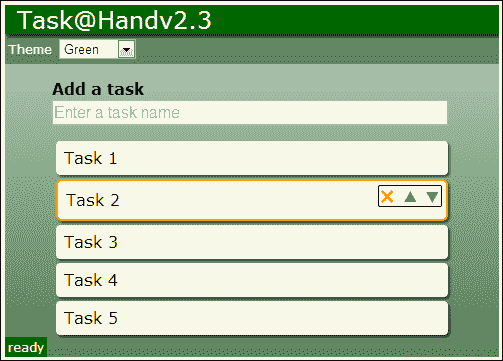 Task@Handv2.3
Theme Green
Add a task
Enter a task name
Task 1
Task 2
Task 3
Task 4
Task 5
ready